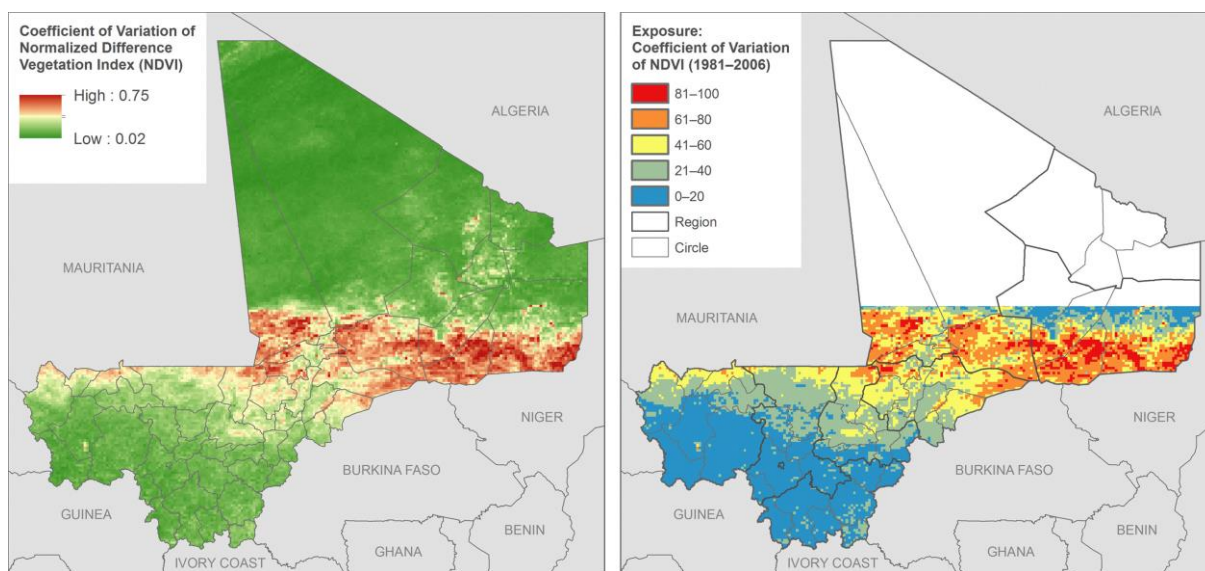 Coefficient of Variation of
Normalized Difference
Vegetation Index (NDVI)
High : 0.75
Low : 0.02
ALGERIA
MAURITANIA
NIGER
BURKINA FASO
GUINEA
BENIN
GHANA
IVORY COAST
Exposure:
Coefficient of Variation
of NDVI (1981–2006)
81–100
61–80
41–60
21–40
0–20
Region
Circle
ALGERIA
MAURITANIA
NIGER
BURKINA FASO
GUINEA
BENIN
GHANA
IVORY COAST